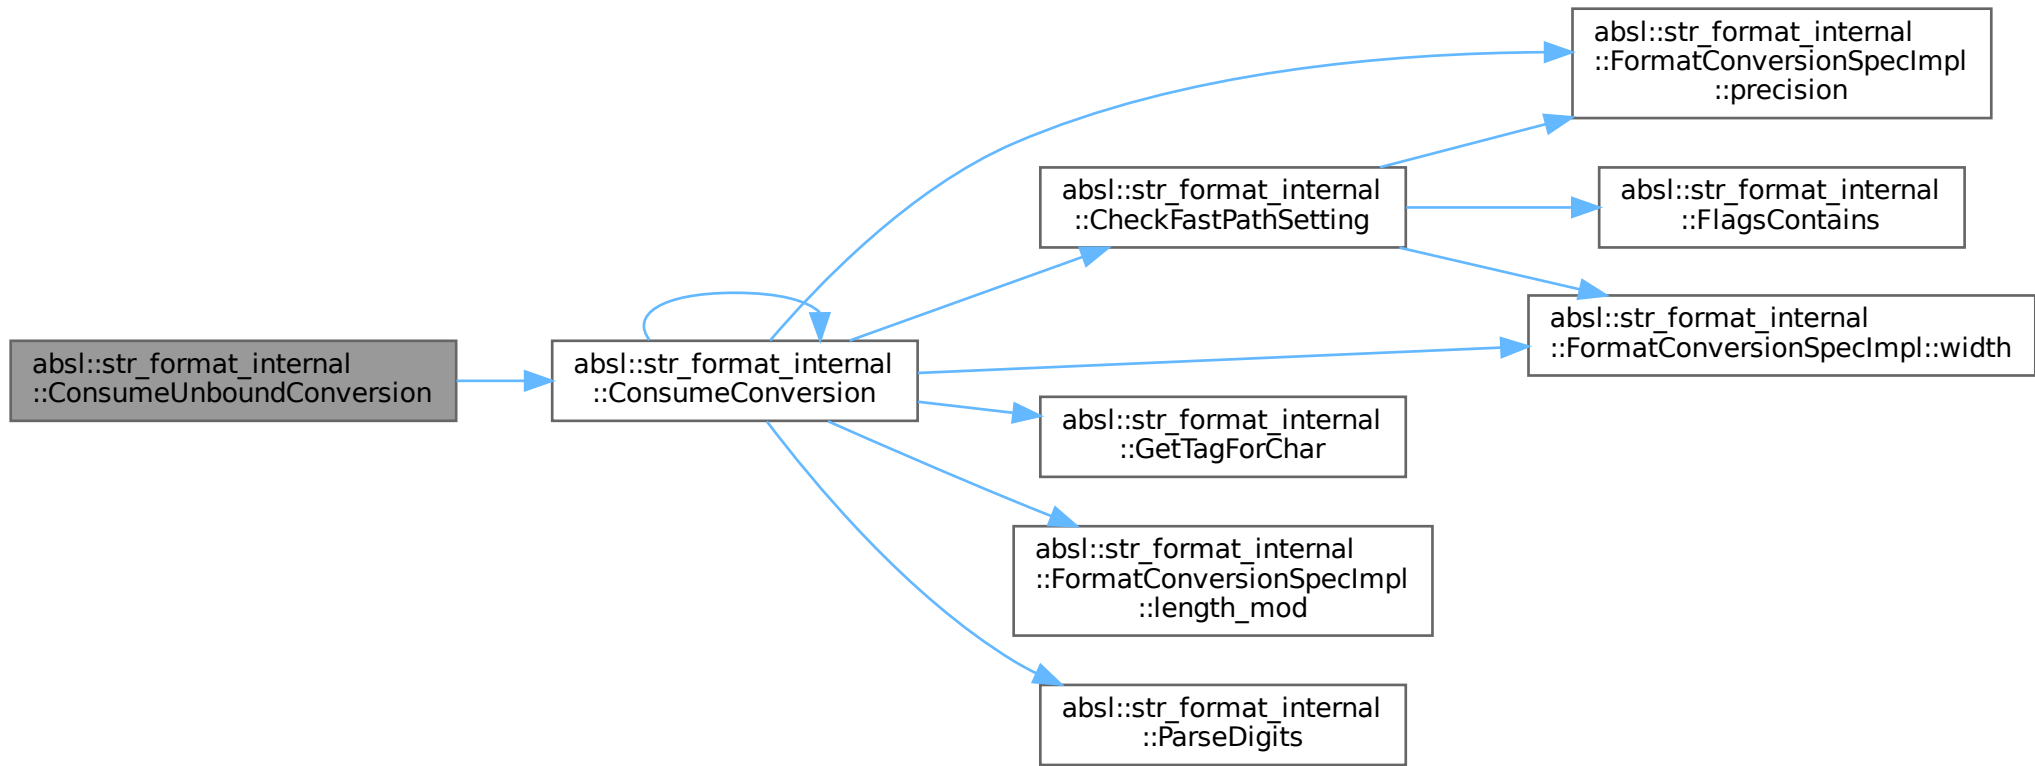 absl::str_format_internal
::ConsumeUnboundConversion
absl::str_format_internal
::ConsumeConversion
absl::str_format_internal
::CheckFastPathSetting
absl::str_format_internal
::FormatConversionSpecImpl
::precision
absl::str_format_internal
::FlagsContains
absl::str_format_internal
::FormatConversionSpecImpl::width
absl::str_format_internal
::GetTagForChar
absl::str_format_internal
::FormatConversionSpecImpl
::length_mod
absl::str_format_internal
::ParseDigits